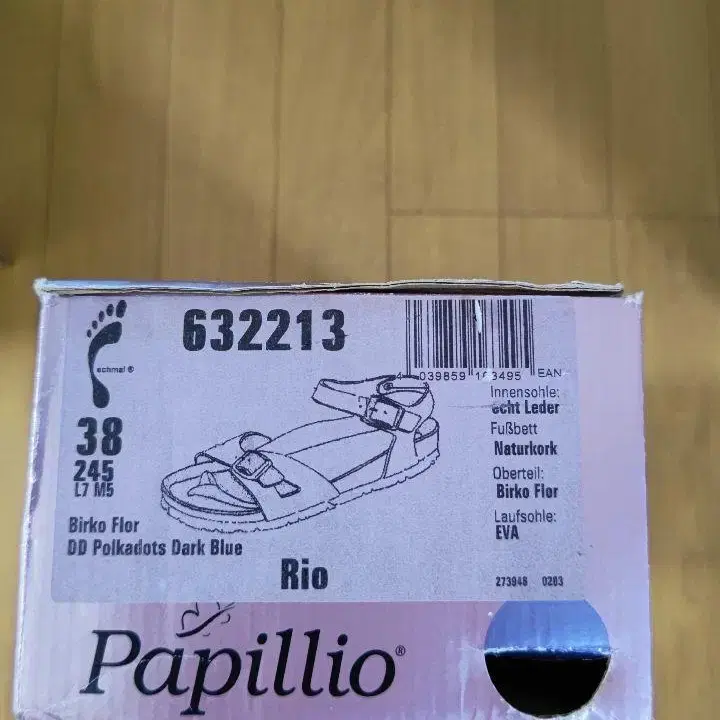 632213
schmal ®
38
245
L7 M5
Birko Flor
DD Polkadots Dark Blue
Rio
4 039859 163495 EAN
Innensohle:
echt Leder
Fußbett
Naturkork
Oberteil:
Birko Flor
Laufsohle:
EVA
273948 0203
Papillio®